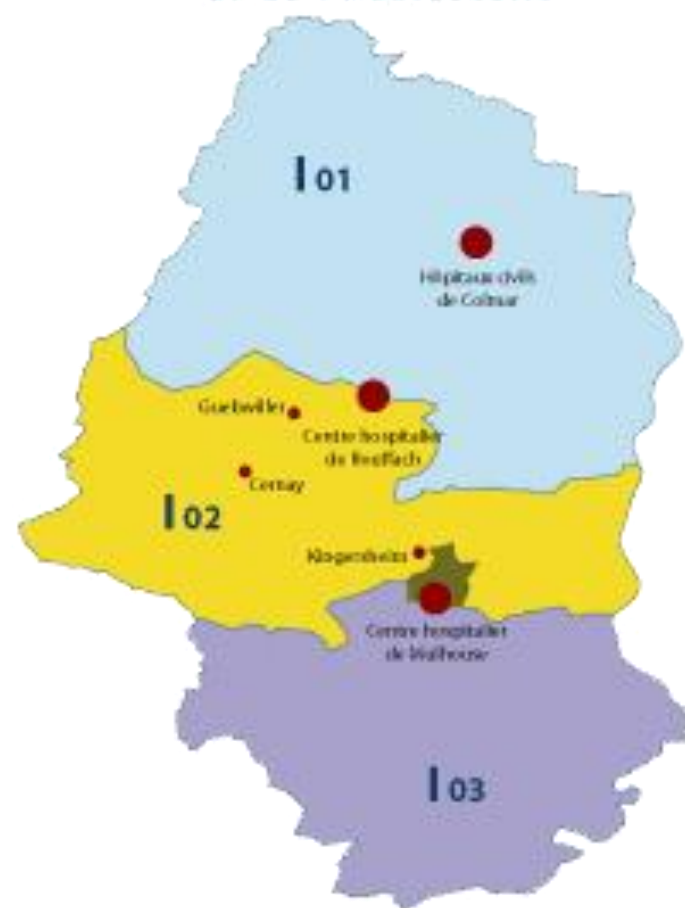 I 01
Hôpitaux civils
de Colmar
Guebwiller
Centre hospitalier
de Rouffach
Cernay
I 02
Kingersheim
Centre hospitalier
de Mulhouse
I 03